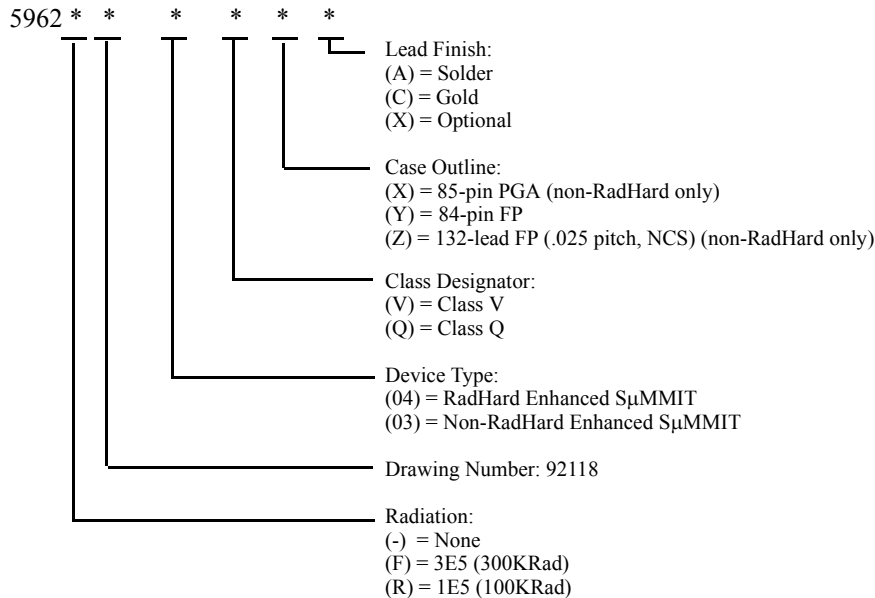 5962 * * * * * *
Lead Finish:
(A) = Solder
(C) = Gold
(X) = Optional
Case Outline:
(X) = 85-pin PGA (non-RadHard only)
(Y) = 84-pin FP
(Z) = 132-lead FP (.025 pitch, NCS) (non-RadHard only)
Class Designator:
(V) = Class V
(Q) = Class Q
Device Type:
(04) = RadHard Enhanced SμMMIT
(03) = Non-RadHard Enhanced SμMMIT
Drawing Number: 92118
Radiation:
(-) = None
(F) = 3E5 (300KRad)
(R) = 1E5 (100KRad)